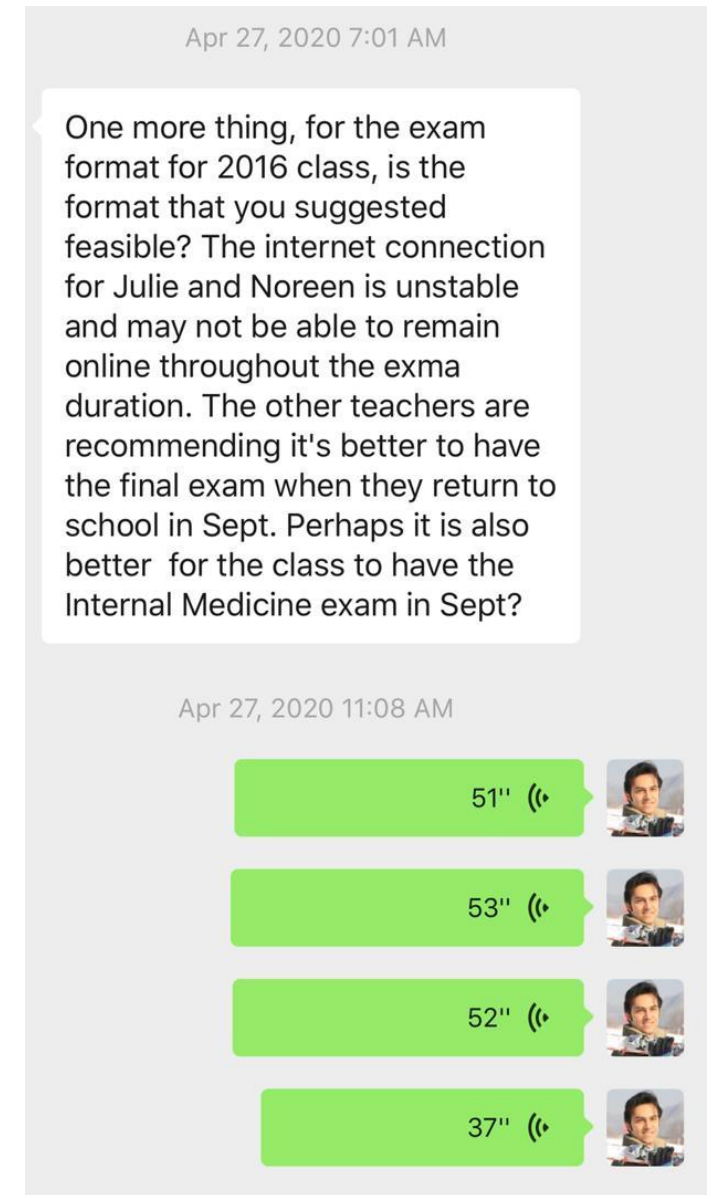 Apr 27, 2020 7:01 AM
One more thing, for the exam
format for 2016 class, is the
format that you suggested
feasible? The internet connection
for Julie and Noreen is unstable
and may not be able to remain
online throughout the exma
duration. The other teachers are
recommending it's better to have
the final exam when they return to
school in Sept. Perhaps it is also
better  for the class to have the
Internal Medicine exam in Sept?
Apr 27, 2020 11:08 AM
51''
53''
52''
37''